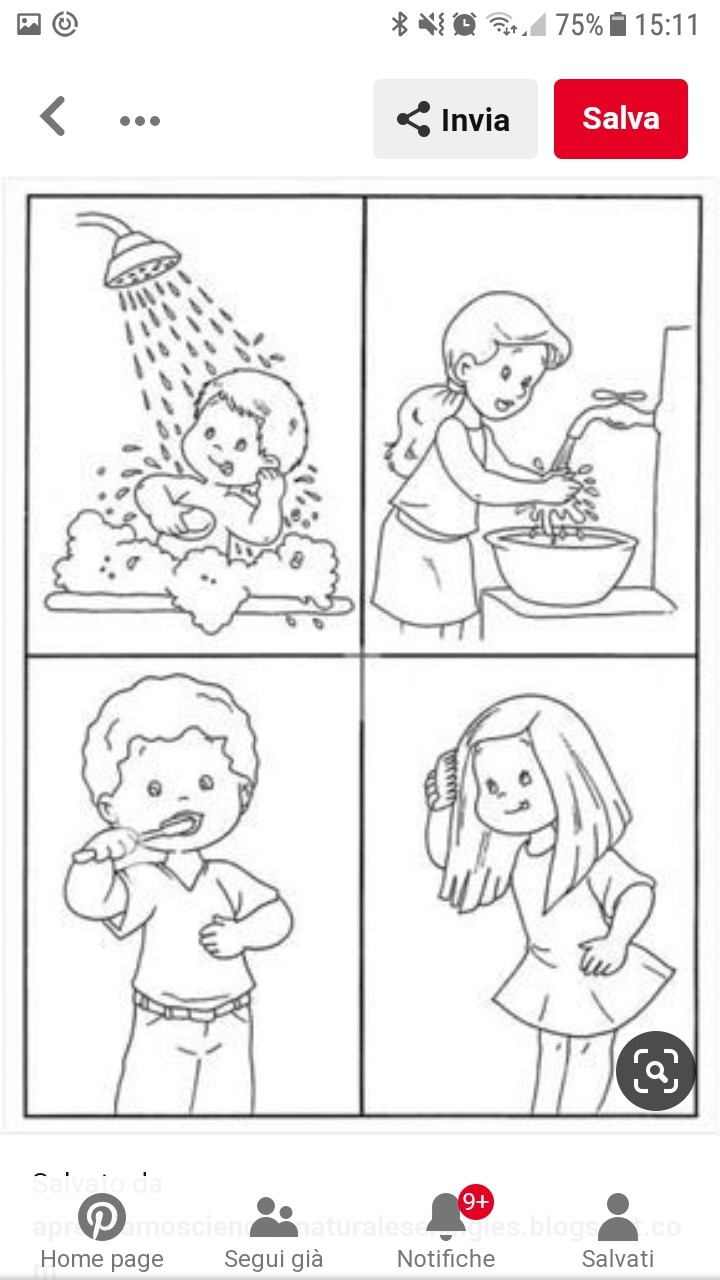 75% 15:11
Invia
Salva
Salvato da
9+
Home page
Segui già
Notifiche
Salvati